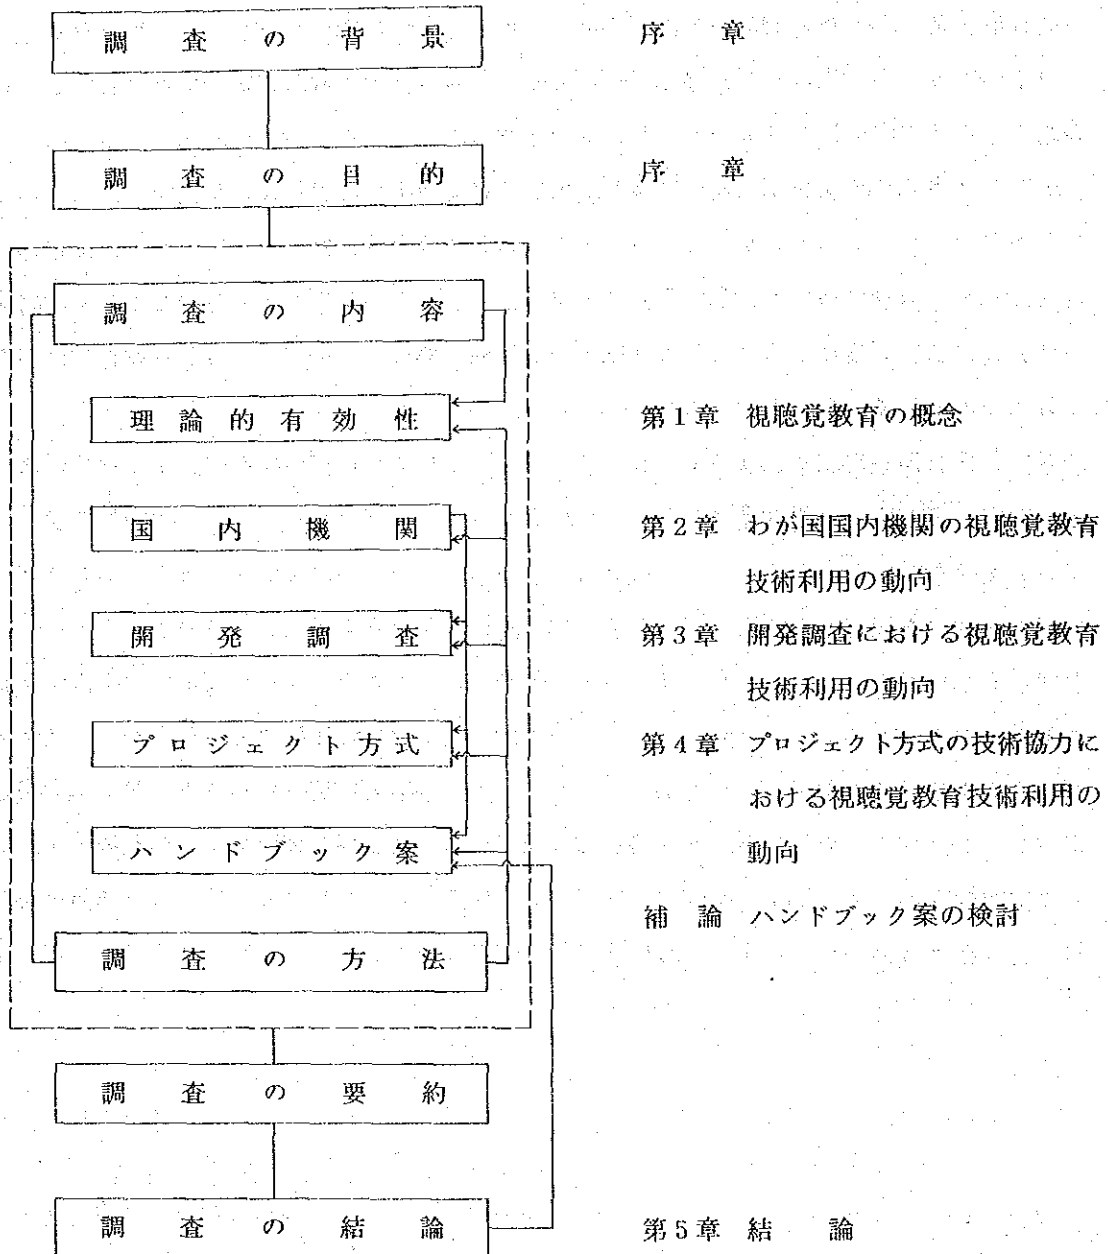 調査の背景 序章
調査の目的 序章
調査の内容
理論的有効性 第1章 視聴覚教育の概念
国内機関 第2章 わが国国内機関の視聴覚教育
技術利用の動向
開発調査 第3章 開発調査における視聴覚教育
技術利用の動向
プロジェクト方式 第4章 プロジェクト方式の技術協力に
おける視聴覚教育技術利用の
ハンドブック案 動向
補論 ハンドブック案の検討
調査の方法
調査の要約
調査の結論 第5章 結論